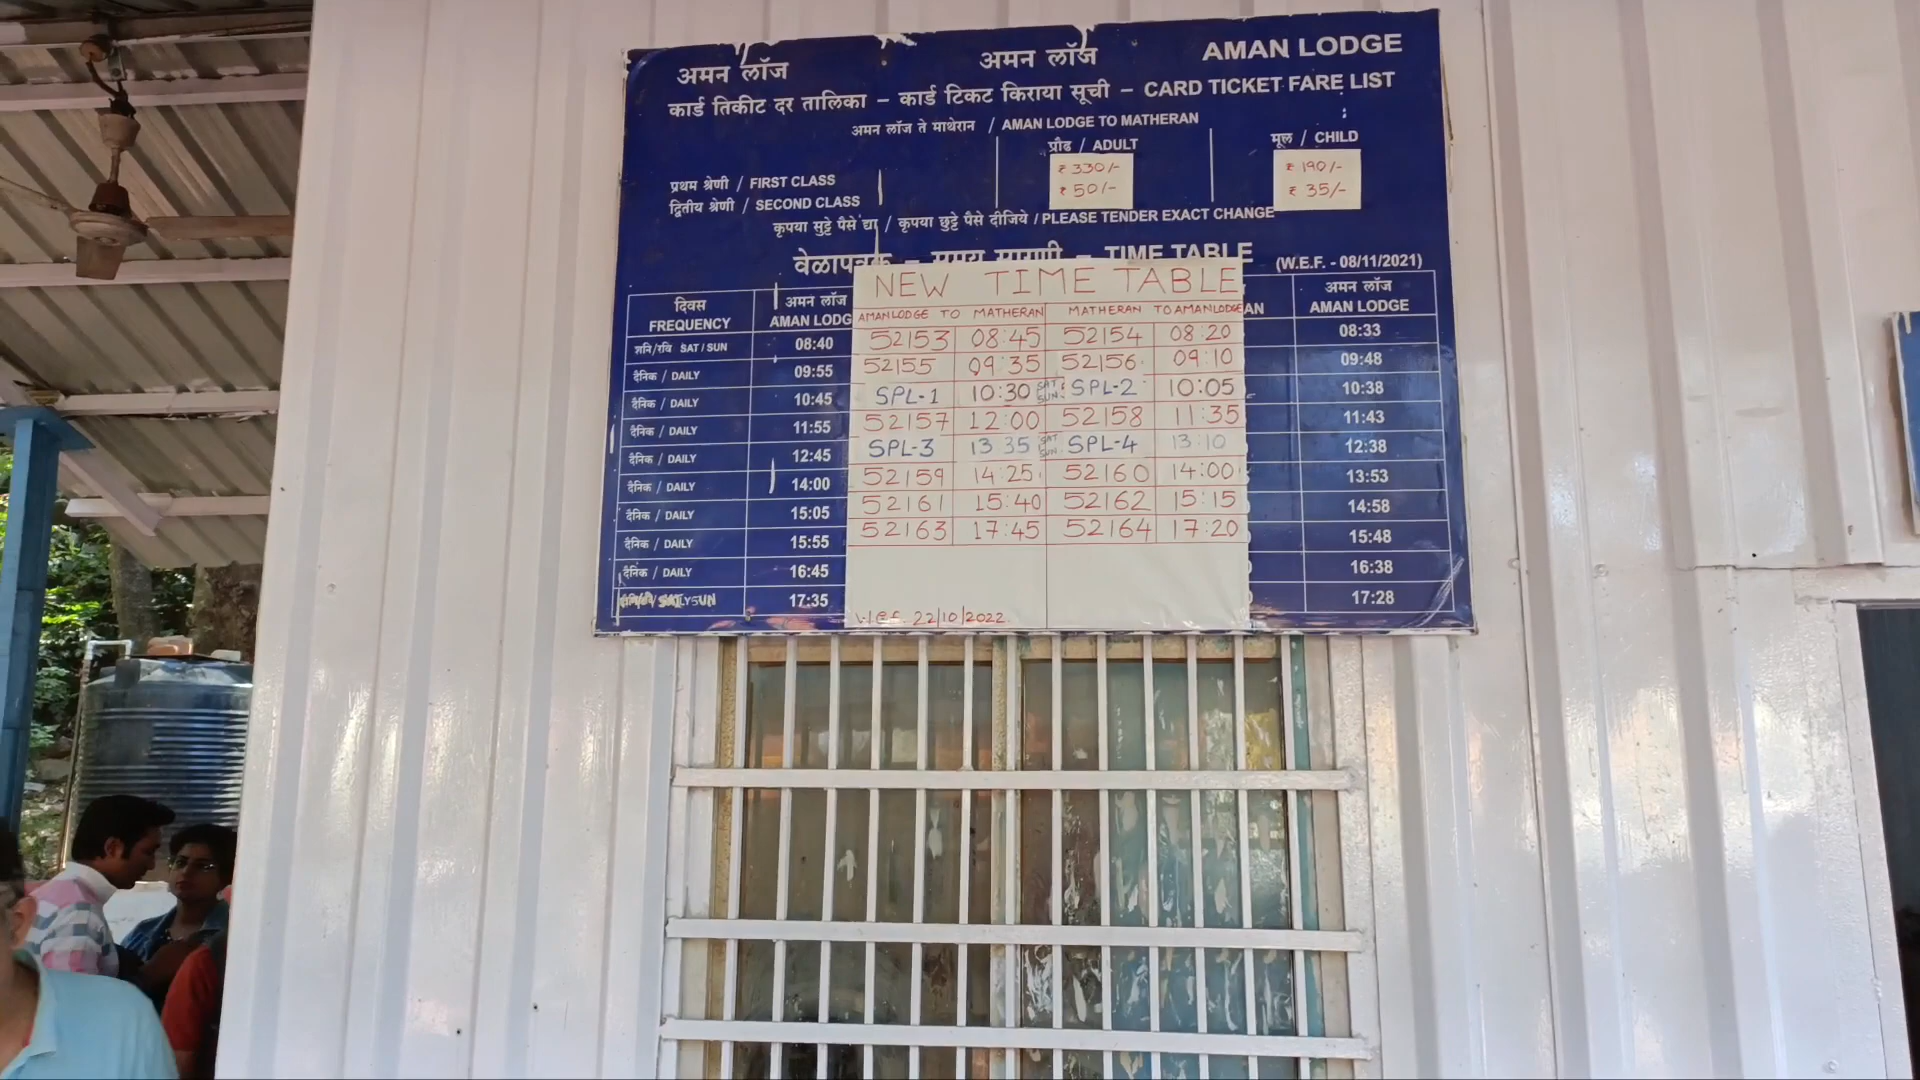 अमन लॉज अमन लॉज AMAN LODGE
कार्ड तिकीट दर तालिका – कार्ड टिकट किराया सूची – CARD TICKET FARE LIST
अमन लॉज ते माथेरान / AMAN LODGE TO MATHERAN
प्रौढ / ADULT मूल / CHILD
प्रथम श्रेणी / FIRST CLASS ₹ 330/- ₹ 190/-
द्वितीय श्रेणी / SECOND CLASS ₹ 50/- ₹ 35/-
कृपया सुट्टे पैसे द्या / कृपया छुट्टे पैसे दीजिये / PLEASE TENDER EXACT CHANGE
वेळापत्रक – समय सारणी – TIME TABLE (W.E.F. - 08/11/2021)
दिवस अमन लॉज अमन लॉज
FREQUENCY AMAN LODG AN AMAN LODGE
शनि/रवि SAT/SUN 08:40 08:33
दैनिक / DAILY 09:55 09:48
दैनिक / DAILY 10:45 10:38
दैनिक / DAILY 11:55 11:43
दैनिक / DAILY 12:45 12:38
दैनिक / DAILY 14:00 13:53
दैनिक / DAILY 15:05 14:58
दैनिक / DAILY 15:55 15:48
दैनिक / DAILY 16:45 16:38
SAT SUN 17:35 17:28
NEW TIME TABLE
AMANLODGE TO MATHERAN MATHERAN TO AMANLODGE
52153 08:45 52154 08:20
52155 09:35 52156 09:10
SPL-1 10:30 SAT SUN SPL-2 10:05
52157 12:00 52158 11:35
SPL-3 13 35 SAT SUN SPL-4 13:10
52159 14:25 52160 14:00
52161 15:40 52162 15:15
52163 17:45 52164 17:20
W.E.F. 22/10/2022